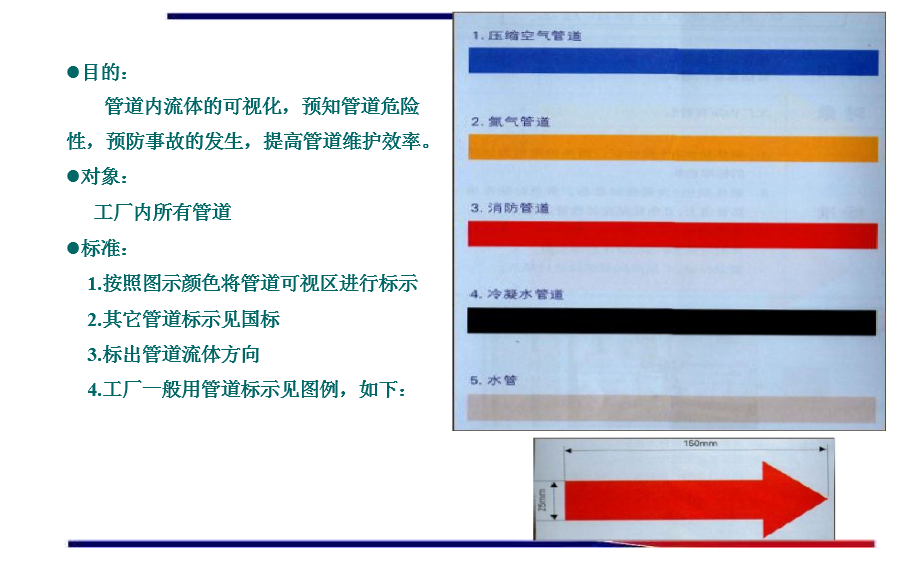 ●目的：
管道内流体的可视化，预知管道危险
性，预防事故的发生，提高管道维护效率。
●对象：
工厂内所有管道
●标准：
1.按照图示颜色将管道可视区进行标示
2.其它管道标示见国标
3.标出管道流体方向
4.工厂一般用管道标示见图例，如下：
1. 压缩空气管道
2. 氮气管道
3. 消防管道
4. 冷凝水管道
5. 水管
150mm
25mm